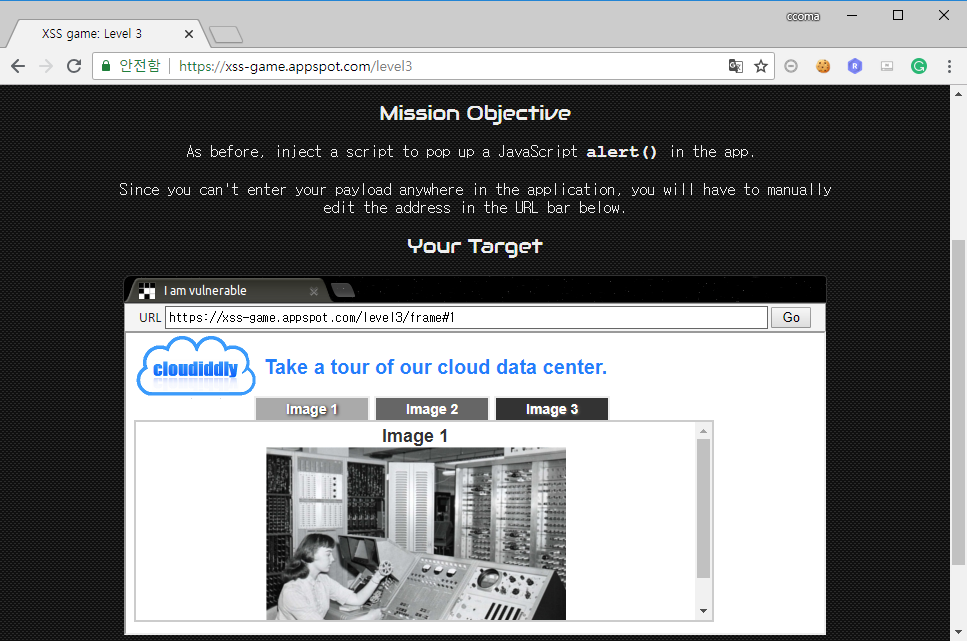 ccoma
XSS game: Level 3
안전함 https://xss-game.appspot.com/level3
Mission Objective
As before, inject a script to pop up a JavaScript alert() in the app.
Since you can't enter your payload anywhere in the application, you will have to manually
edit the address in the URL bar below.
Your Target
I am vulnerable
URL https://xss-game.appspot.com/level3/frame#1 Go
cloudiddly Take a tour of our cloud data center.
Image 1 Image 2 Image 3
Image 1